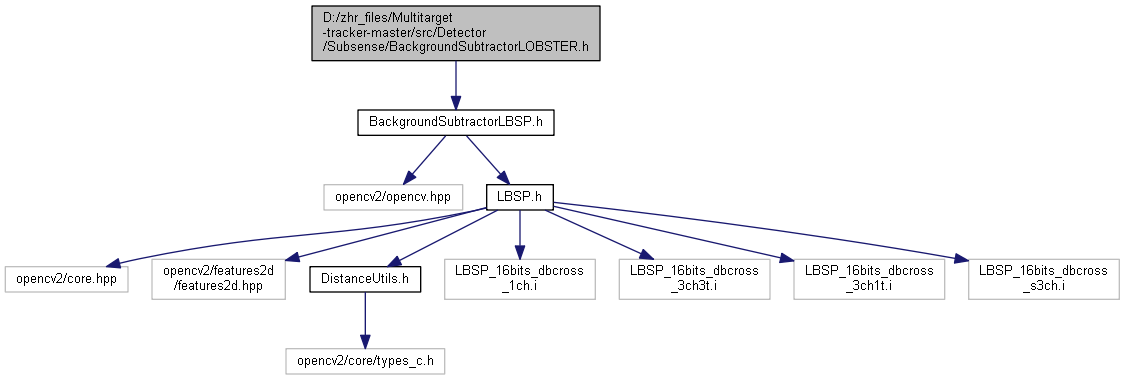 D:/zhr_files/Multitarget
-tracker-master/src/Detector
/Subsense/BackgroundSubtractorLOBSTER.h
BackgroundSubtractorLBSP.h
opencv2/opencv.hpp
LBSP.h
opencv2/core.hpp
opencv2/features2d
/features2d.hpp
DistanceUtils.h
LBSP_16bits_dbcross
_1ch.i
LBSP_16bits_dbcross
_3ch3t.i
LBSP_16bits_dbcross
_3ch1t.i
LBSP_16bits_dbcross
_s3ch.i
opencv2/core/types_c.h